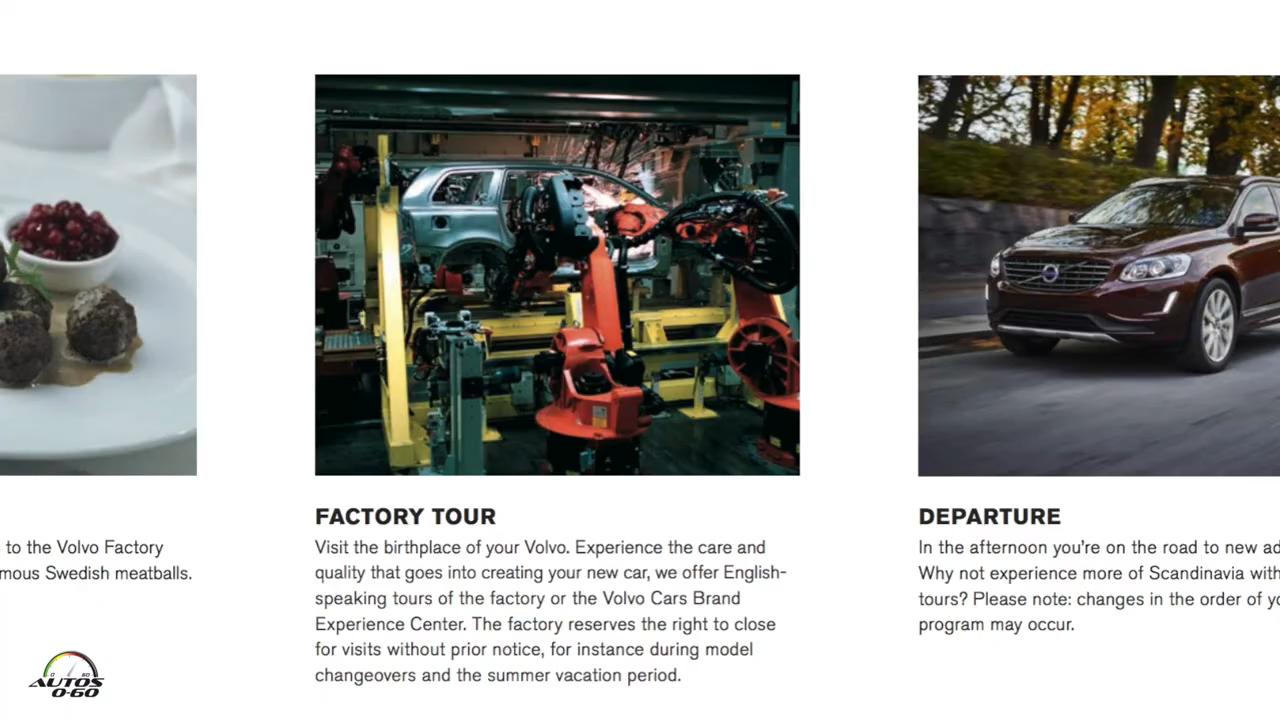 to the Volvo Factory
mous Swedish meatballs.
FACTORY TOUR
Visit the birthplace of your Volvo. Experience the care and
quality that goes into creating your new car, we offer English-
speaking tours of the factory or the Volvo Cars Brand
Experience Center. The factory reserves the right to close
for visits without prior notice, for instance during model
changeovers and the summer vacation period.
DEPARTURE
In the afternoon you’re on the road to new ad
Why not experience more of Scandinavia with
tours? Please note: changes in the order of yo
program may occur.
AUTOS
0-60